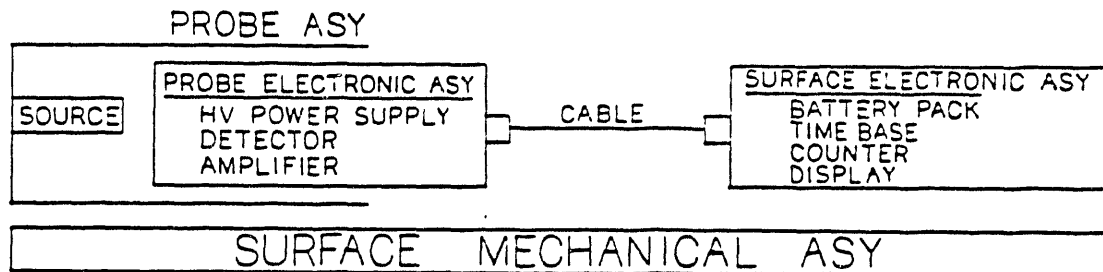 PROBE ASY
SOURCE
PROBE ELECTRONIC ASY
HV POWER SUPPLY
DETECTOR
AMPLIFIER
CABLE
SURFACE ELECTRONIC ASY
BATTERY PACK
TIME BASE
COUNTER
DISPLAY
SURFACE MECHANICAL ASY